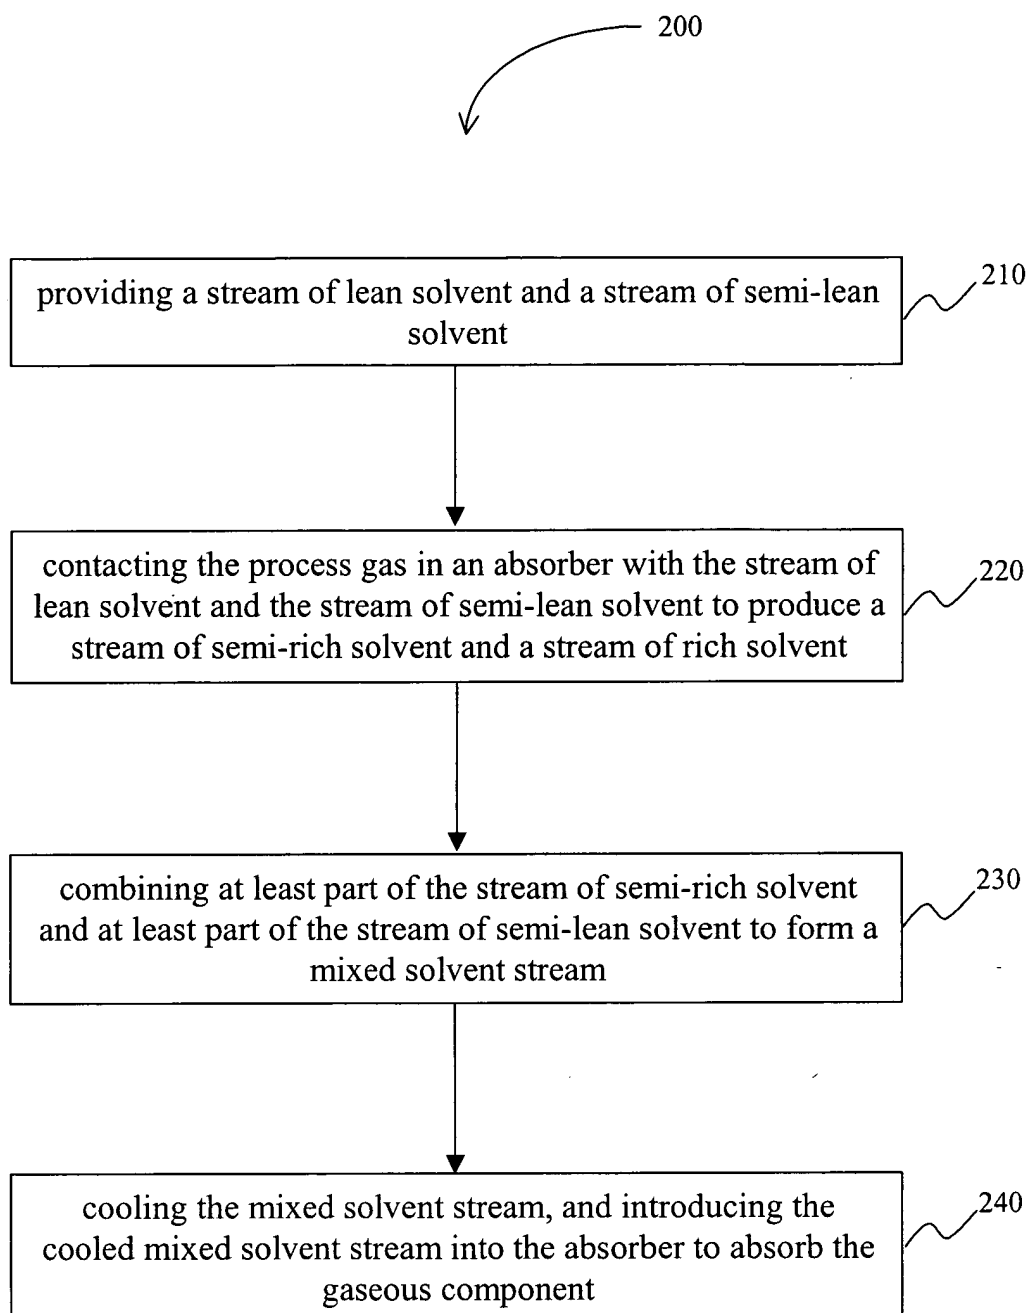 200
providing a stream of lean solvent and a stream of semi-lean
solvent
210
contacting the process gas in an absorber with the stream of
lean solvent and the stream of semi-lean solvent to produce a
stream of semi-rich solvent and a stream of rich solvent
220
combining at least part of the stream of semi-rich solvent
and at least part of the stream of semi-lean solvent to form a
mixed solvent stream
230
cooling the mixed solvent stream, and introducing the
cooled mixed solvent stream into the absorber to absorb the
gaseous component
240